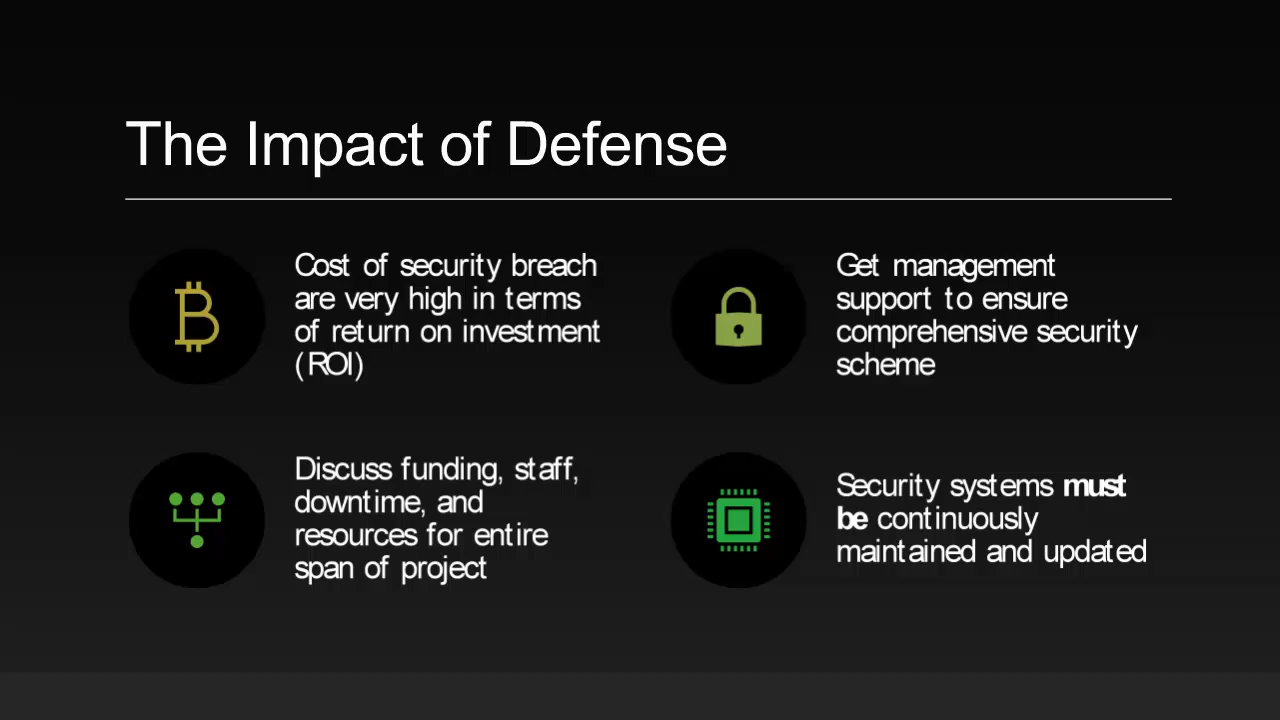 The Impact of Defense
Cost of security breach
are very high in terms
of return on investment
(ROI)
Get management
support to ensure
comprehensive security
scheme
Discuss funding, staff,
downtime, and
resources for entire
span of project
Security systems must
be continuously
maintained and updated